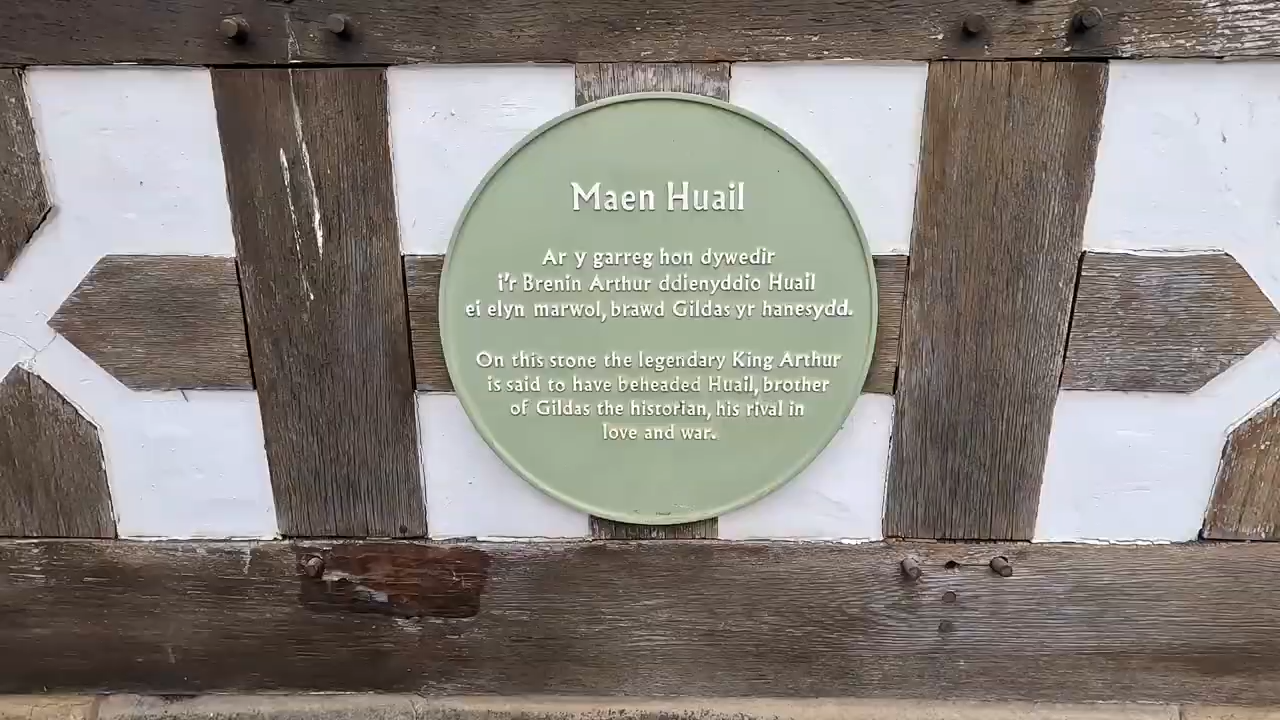 Maen Huail
Ar y garreg hon dywedir
i'r Brenin Arthur ddienyddio Huail
ei elyn marwol, brawd Gildas yr hanesydd.
On this stone the legendary King Arthur
is said to have beheaded Huail, brother
of Gildas the historian, his rival in
love and war.